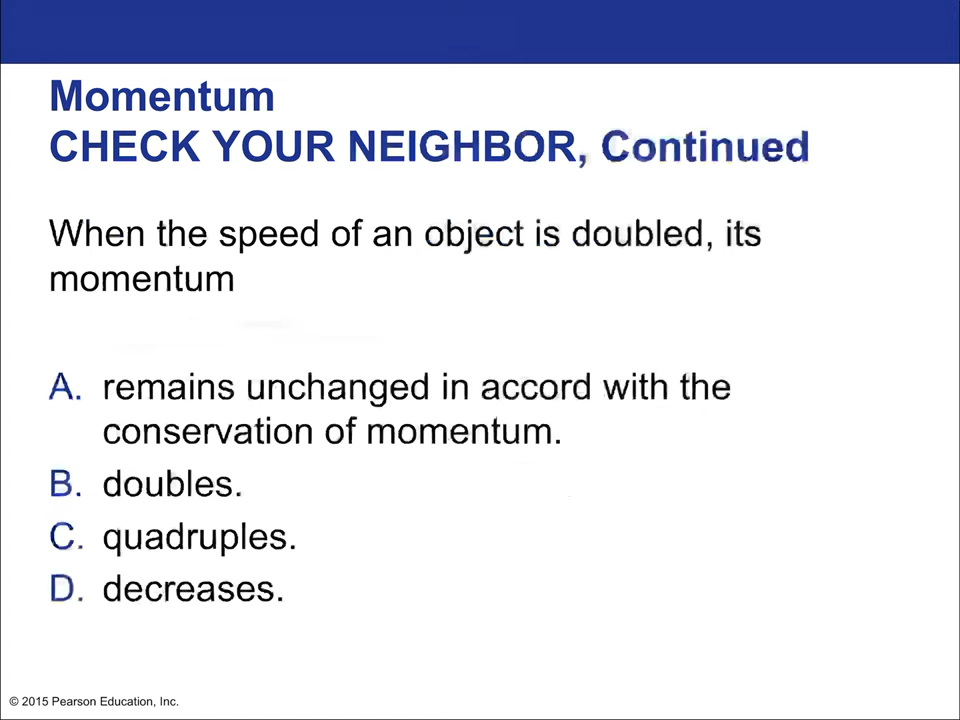 Momentum
CHECK YOUR NEIGHBOR, Continued
When the speed of an object is doubled, its
momentum
A. remains unchanged in accord with the
conservation of momentum.
B. doubles.
C. quadruples.
D. decreases.
© 2015 Pearson Education, Inc.